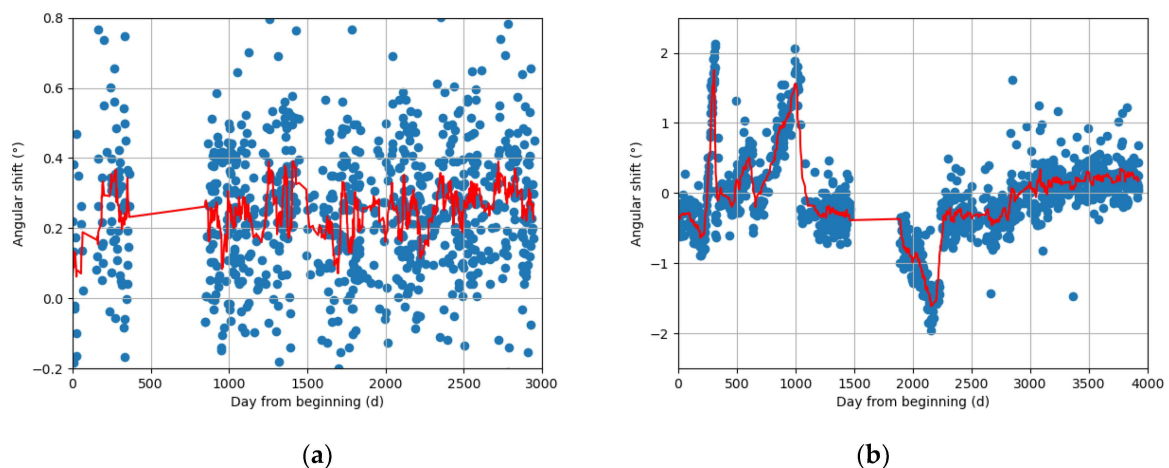 0.8
0.6
0.4
0.2
0.0
−0.2
Angular shift (°)
0 500 1000 1500 2000 2500 3000
Day from beginning (d)
(a)
2
1
0
−1
−2
Angular shift (°)
0 500 1000 1500 2000 2500 3000 3500 4000
Day from beginning (d)
(b)